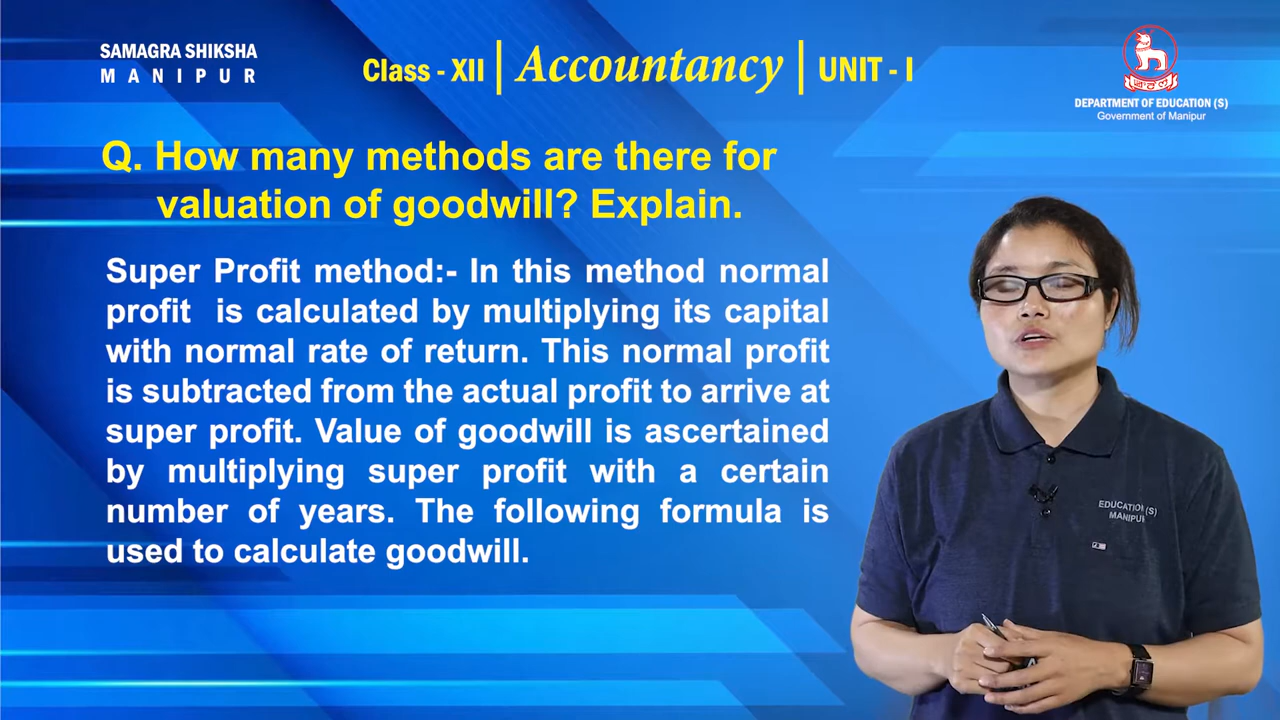 SAMAGRA SHIKSHA
MANIPUR
Class - XII | Accountancy | UNIT - I
DEPARTMENT OF EDUCATION (S)
Government of Manipur
Q. How many methods are there for
valuation of goodwill? Explain.
Super Profit method:- In this method normal
profit is calculated by multiplying its capital
with normal rate of return. This normal profit
is subtracted from the actual profit to arrive at
super profit. Value of goodwill is ascertained
by multiplying super profit with a certain
number of years. The following formula is
used to calculate goodwill.
EDUCATION (S)
MANIPUR